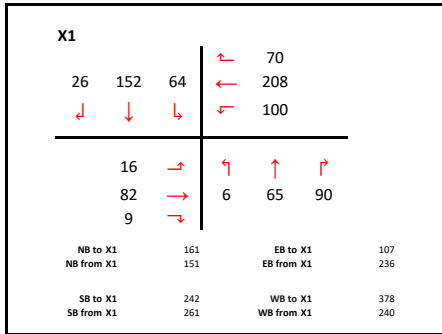 X1
70
26 152 64 208
100
16
82 6 65 90
9
NB to X1 161 EB to X1 107
NB from X1 151 EB from X1 236
SB to X1 242 WB to X1 378
SB from X1 261 WB from X1 240